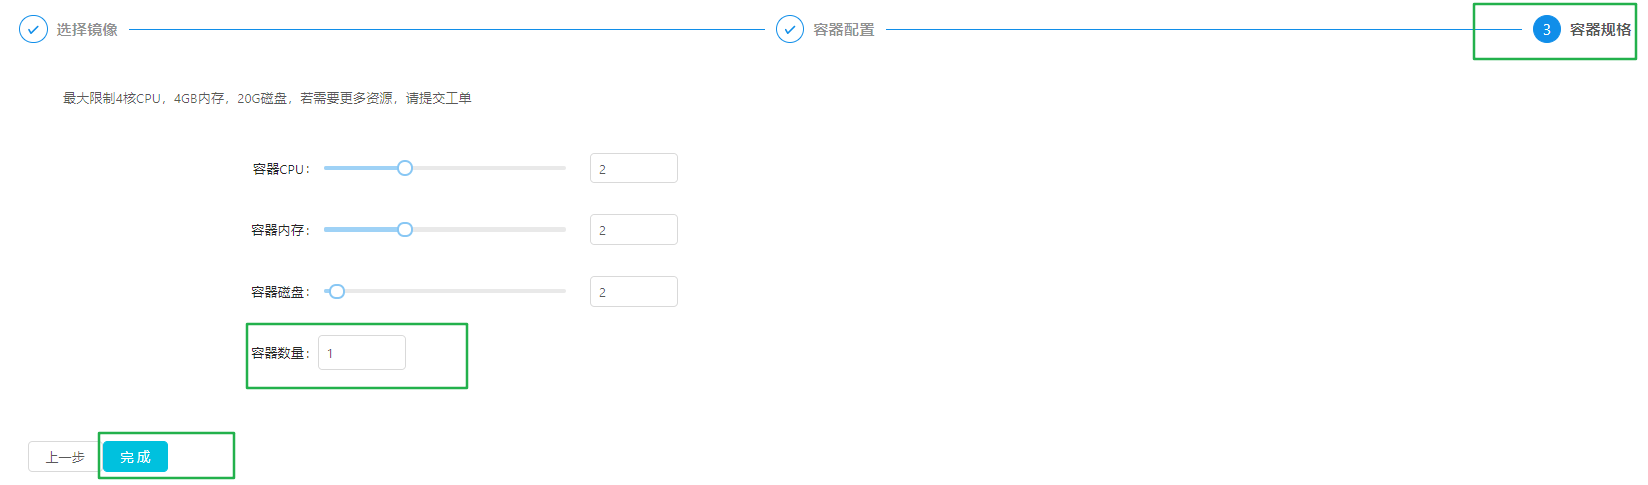 选择镜像 容器配置 3 容器规格
最大限制4核CPU，4GB内存，20G磁盘，若需要更多资源，请提交工单
容器CPU： 2
容器内存： 2
容器磁盘： 2
容器数量： 1
上一步 完成